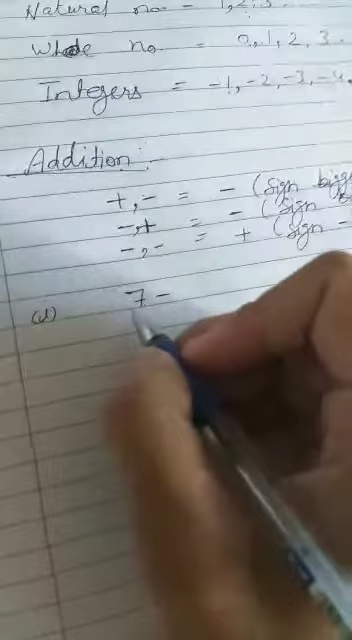 Natural no - 1, 2, 3.
Whole no = 0, 1, 2, 3.
Integers = -1, -2, -3, -4.
Addition :-
+, - = - (Sign bigg
-, + = - (Sign
-, - = + (Sign -
(d) 7 -